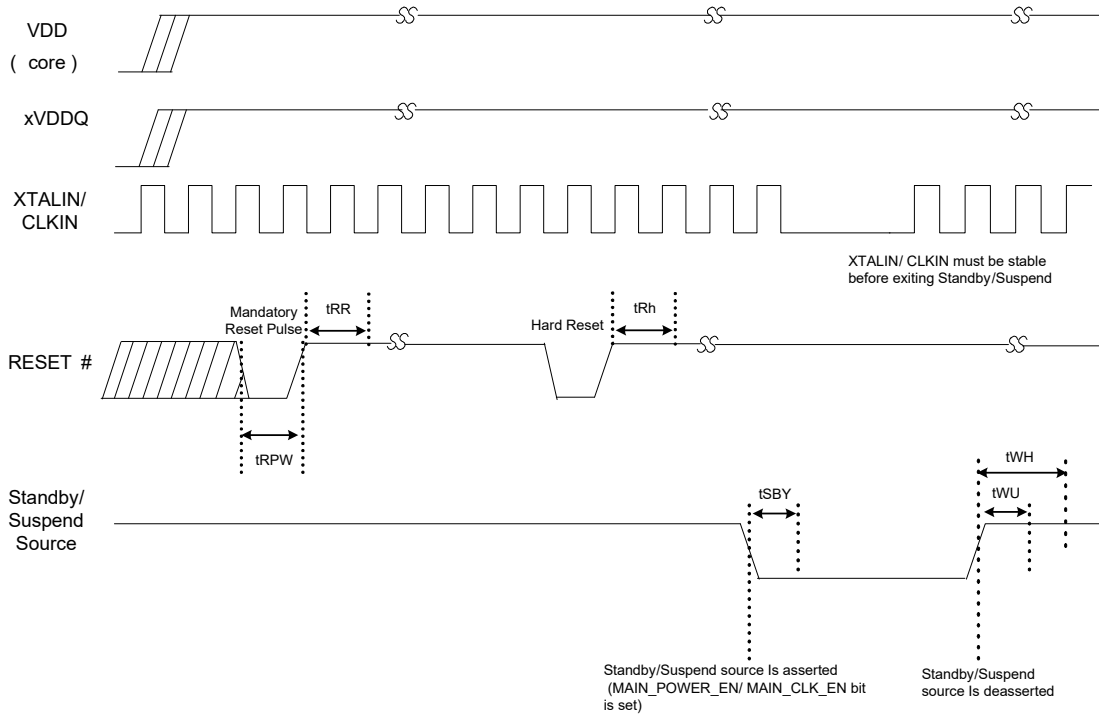 VDD
( core )
xVDDQ
XTALIN/
CLKIN
XTALIN/ CLKIN must be stable
before exiting Standby/Suspend
Mandatory
Reset Pulse
tRR
Hard Reset
tRh
RESET #
tRPW
tWH
tSBY
tWU
Standby/
Suspend
Source
Standby/Suspend source Is asserted
(MAIN_POWER_EN/ MAIN_CLK_EN bit
is set)
Standby/Suspend
source Is deasserted